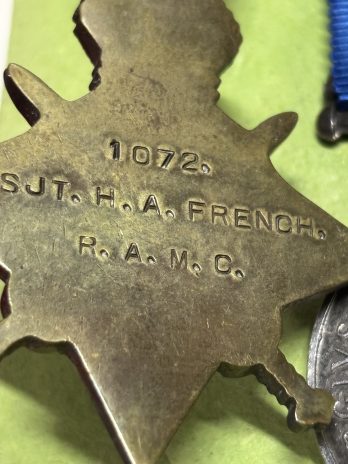 1072.
SJT. H. A. FRENCH.
R. A. M. C.